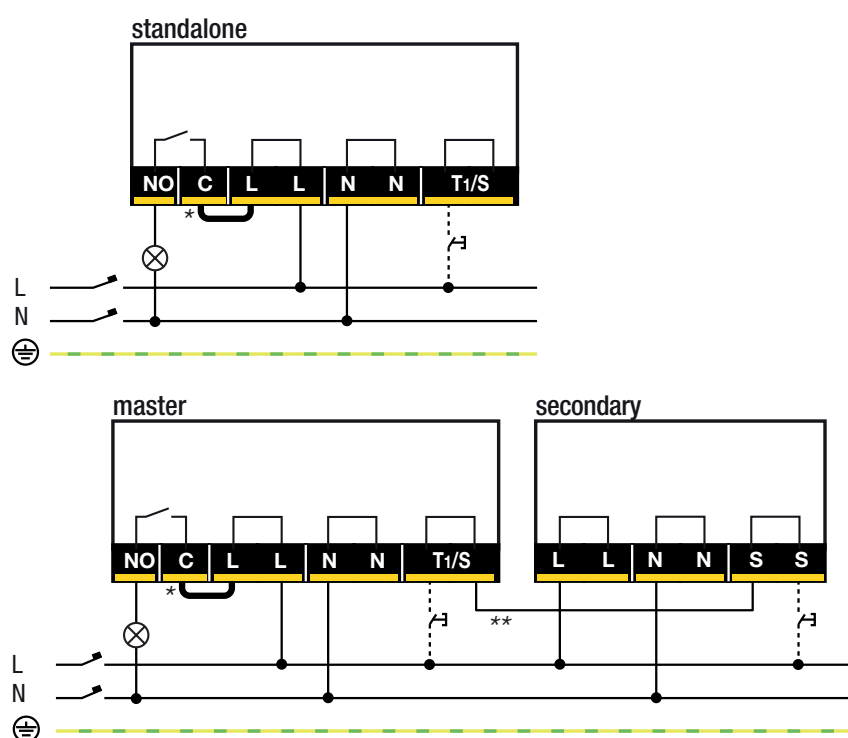 standalone
NO C L L N N T1/S
*
L
N
master
secondary
NO C L L N N T1/S
L L N N S S
*
**
L
N